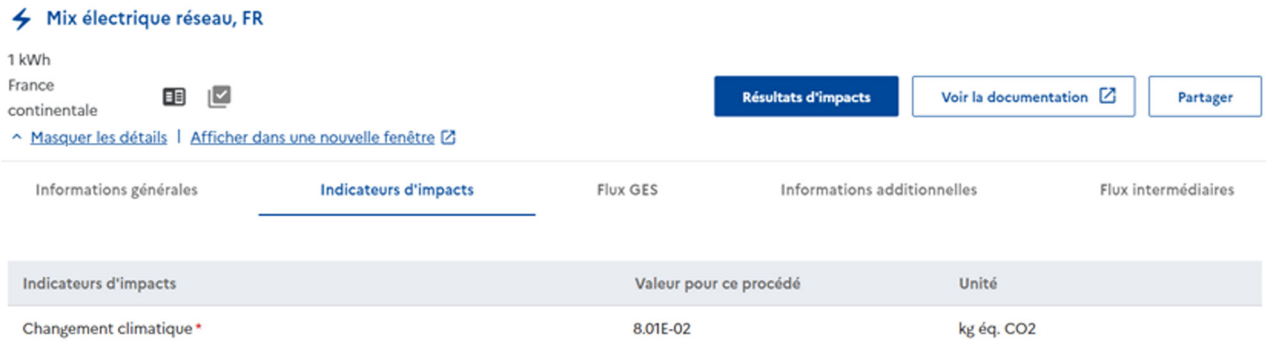 Mix électrique réseau, FR
1 kWh
France
continentale
Résultats d'impacts
Voir la documentation
Partager
Masquer les détails | Afficher dans une nouvelle fenêtre
Informations générales
Indicateurs d'impacts
Flux GES
Informations additionnelles
Flux intermédiaires
Indicateurs d'impacts
Valeur pour ce procédé
Unité
Changement climatique *
8.01E-02
kg éq. CO2